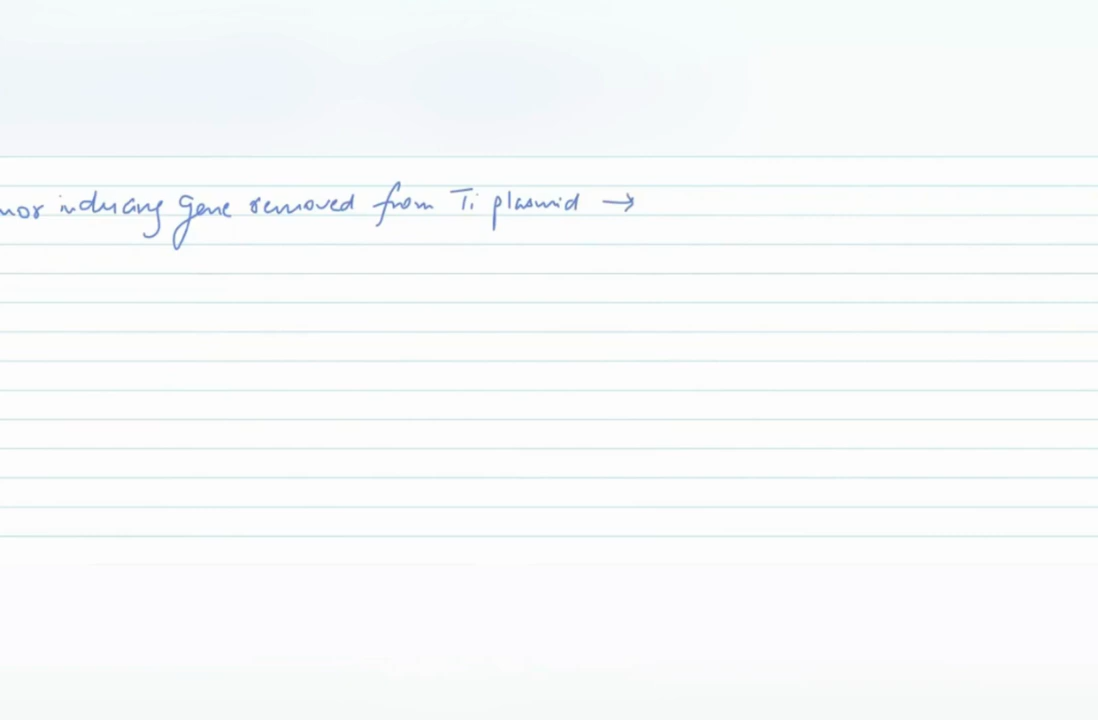 mor inducing gene removed from Ti plasmid →